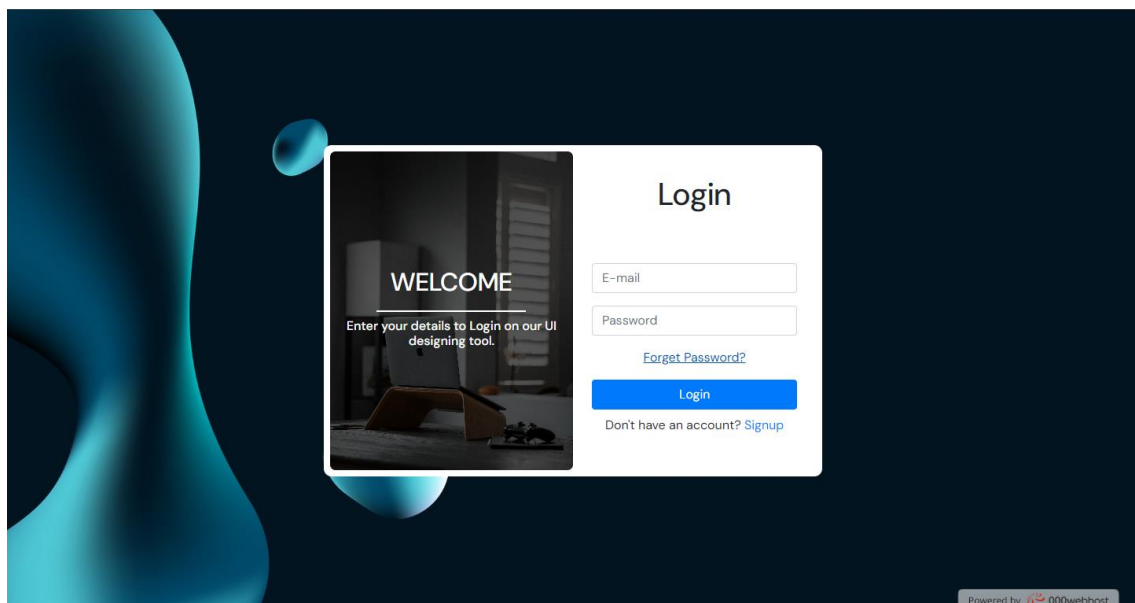 WELCOME
Enter your details to Login on our UI
designing tool.
Login
E-mail
Password
Forget Password?
Login
Don't have an account? Signup
Powered by 000webhost